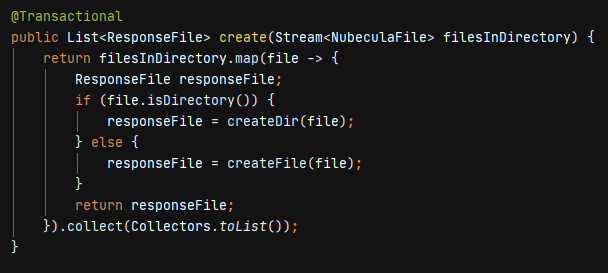 @Transactional
public List<ResponseFile> create(Stream<NubeculaFile> filesInDirectory) {
    return filesInDirectory.map(file -> {
        ResponseFile responseFile;
        if (file.isDirectory()) {
            responseFile = createDir(file);
        } else {
            responseFile = createFile(file);
        }
        return responseFile;
    }).collect(Collectors.toList());
}